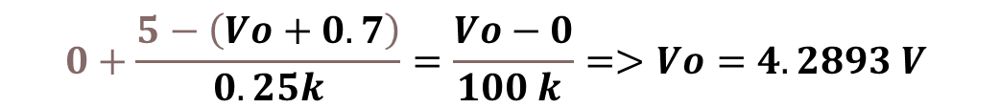 0 + 5 − (Vo + 0.7) / 0.25k = Vo − 0 / 100 k => Vo = 4.2893 V